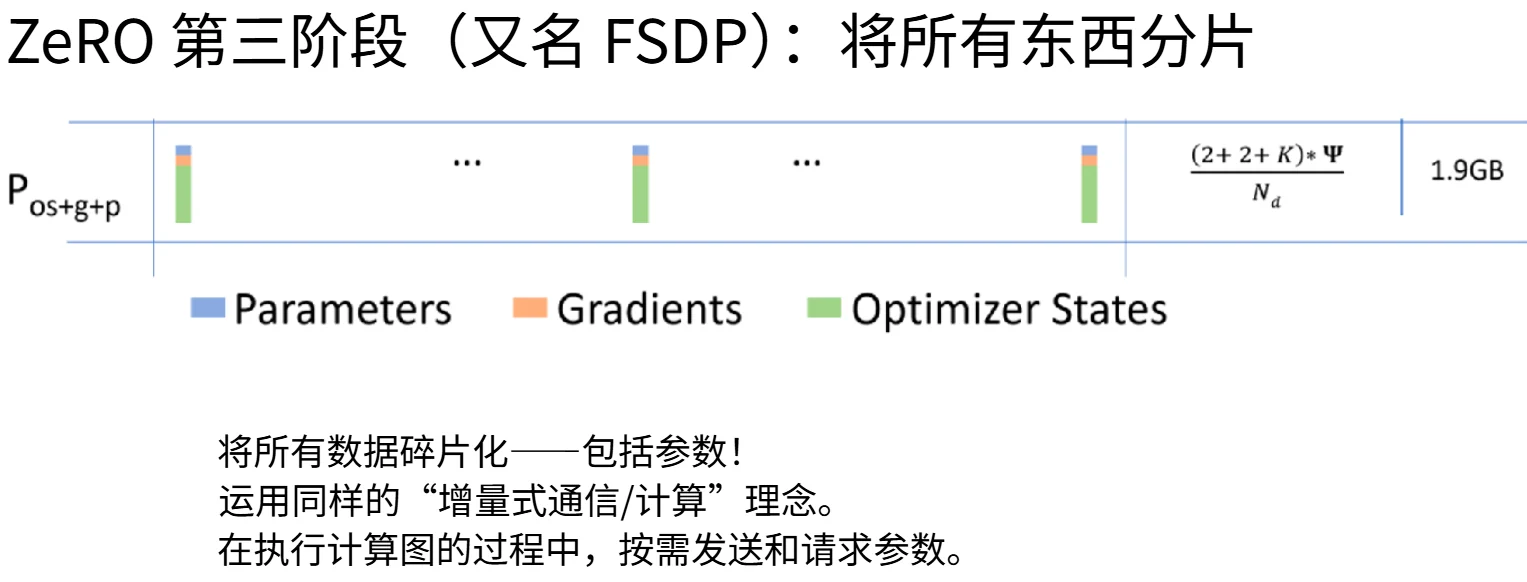 ZeRO 第三阶段（又名 FSDP）：将所有东西分片
P os+g+p
... ...
(2+ 2+ K)* Ψ
N d
1.9GB
Parameters Gradients Optimizer States
将所有数据碎片化——包括参数！
运用同样的“增量式通信/计算”理念。
在执行计算图的过程中，按需发送和请求参数。